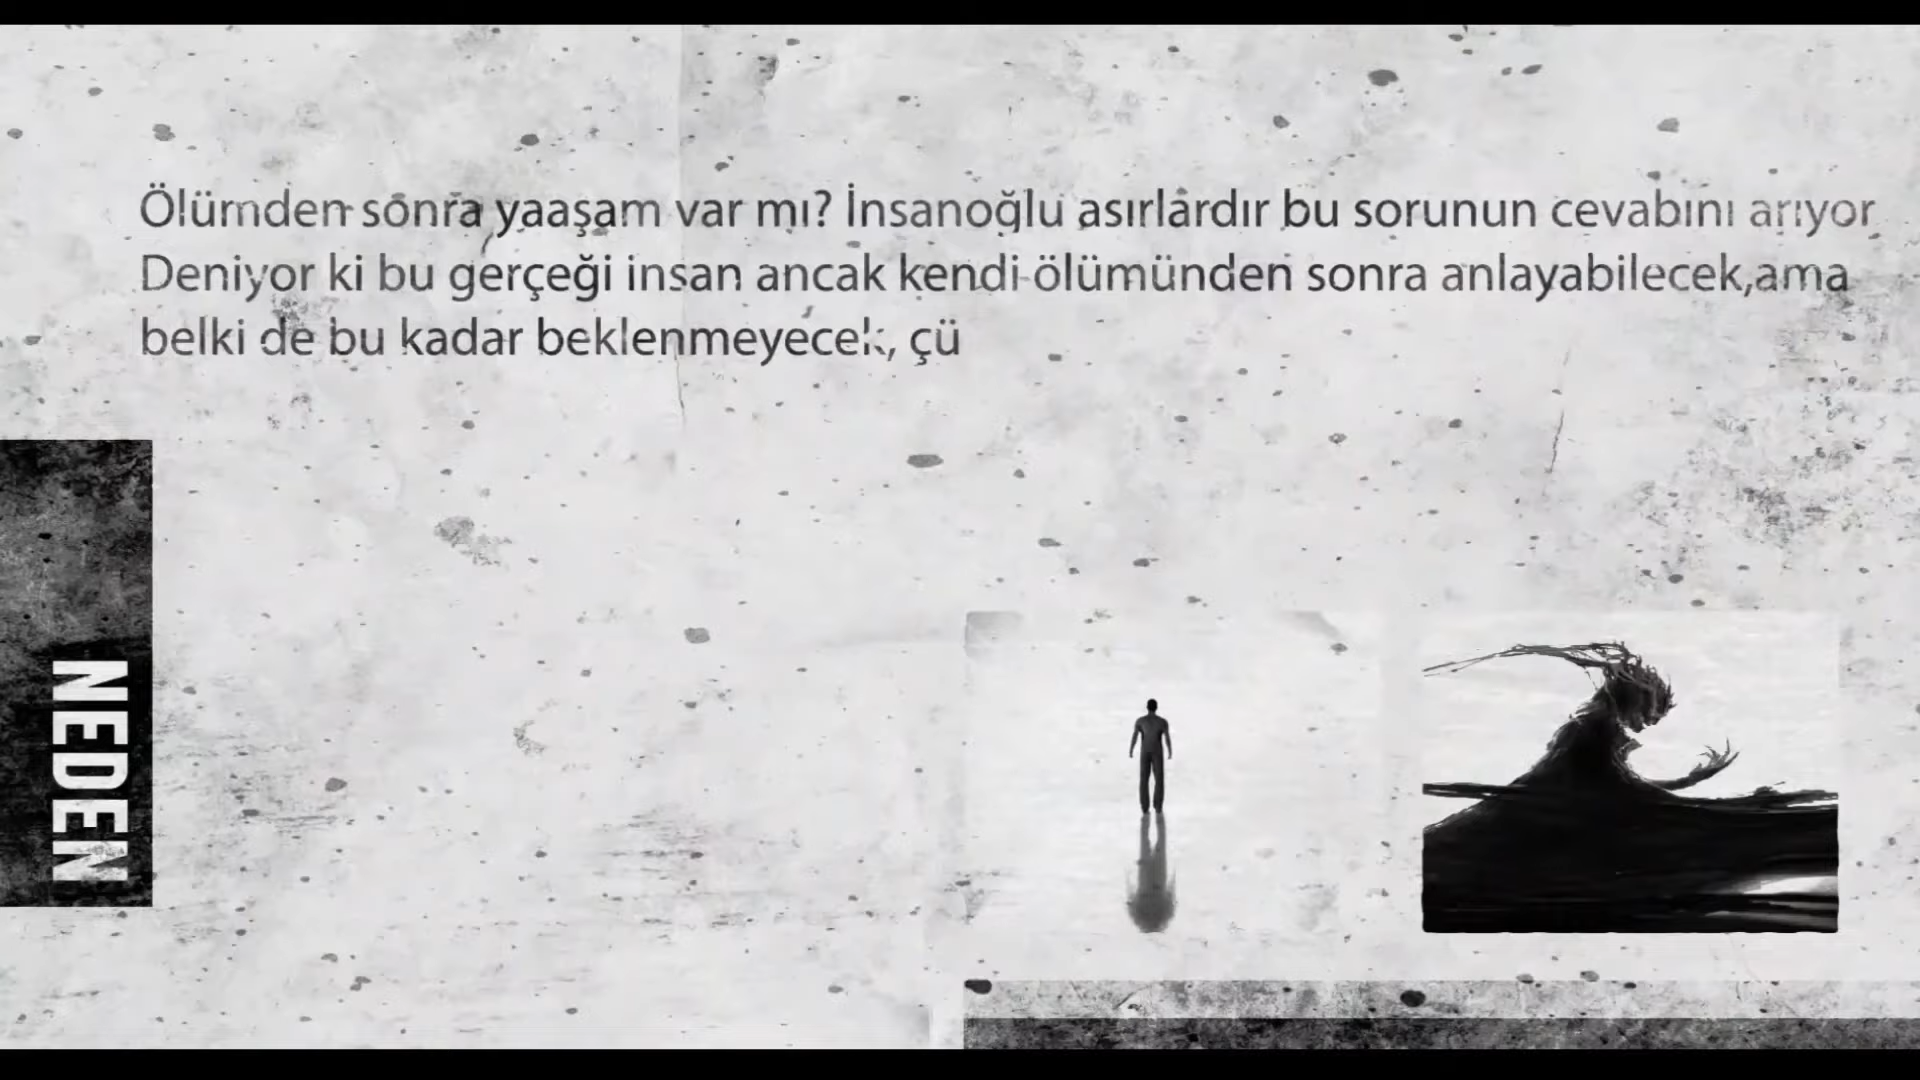 Ölümden sonra yaaşam var mı? İnsanoğlu asırlardır bu sorunun cevabını arıyor
Deniyor ki bu gerçeği insan ancak kendi ölümünden sonra anlayabilecek,ama
belki de bu kadar beklenmeyecek, çü
NEDEN